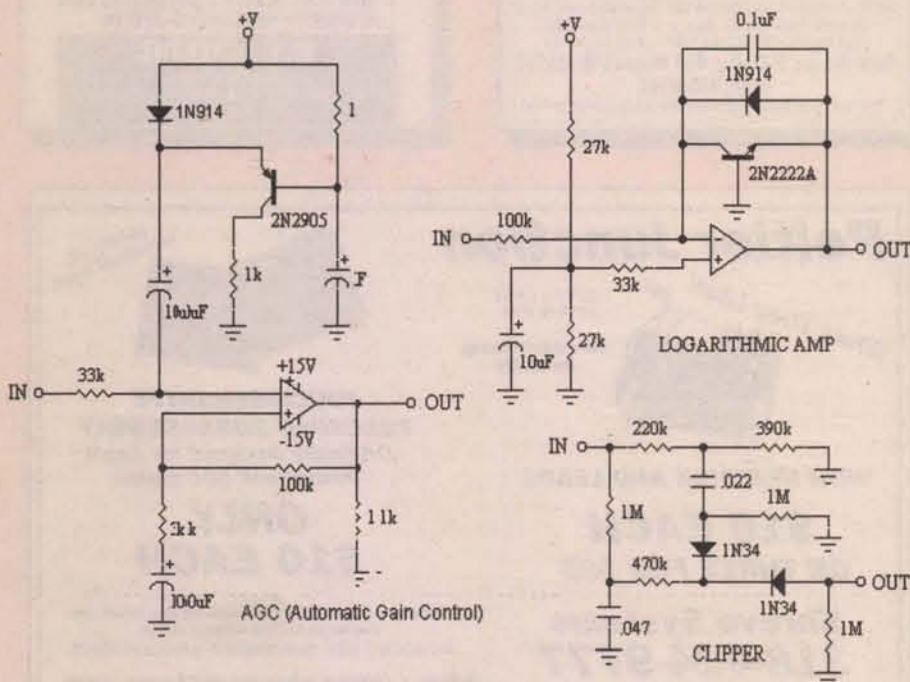 +V
1N914
1
2N2905
1k
+
+
+15V
IN
33k
OUT
-15V
100k
+
AGC (Automatic Gain Control)
+V
0.1uF
1N914
27k
2N2222A
IN
100k
OUT
33k
+
10uF
27k
LOGARITHMIC AMP
IN
220k
390k
.022
1M
1M
1N34
470k
OUT
1N34
.047
1M
CLIPPER